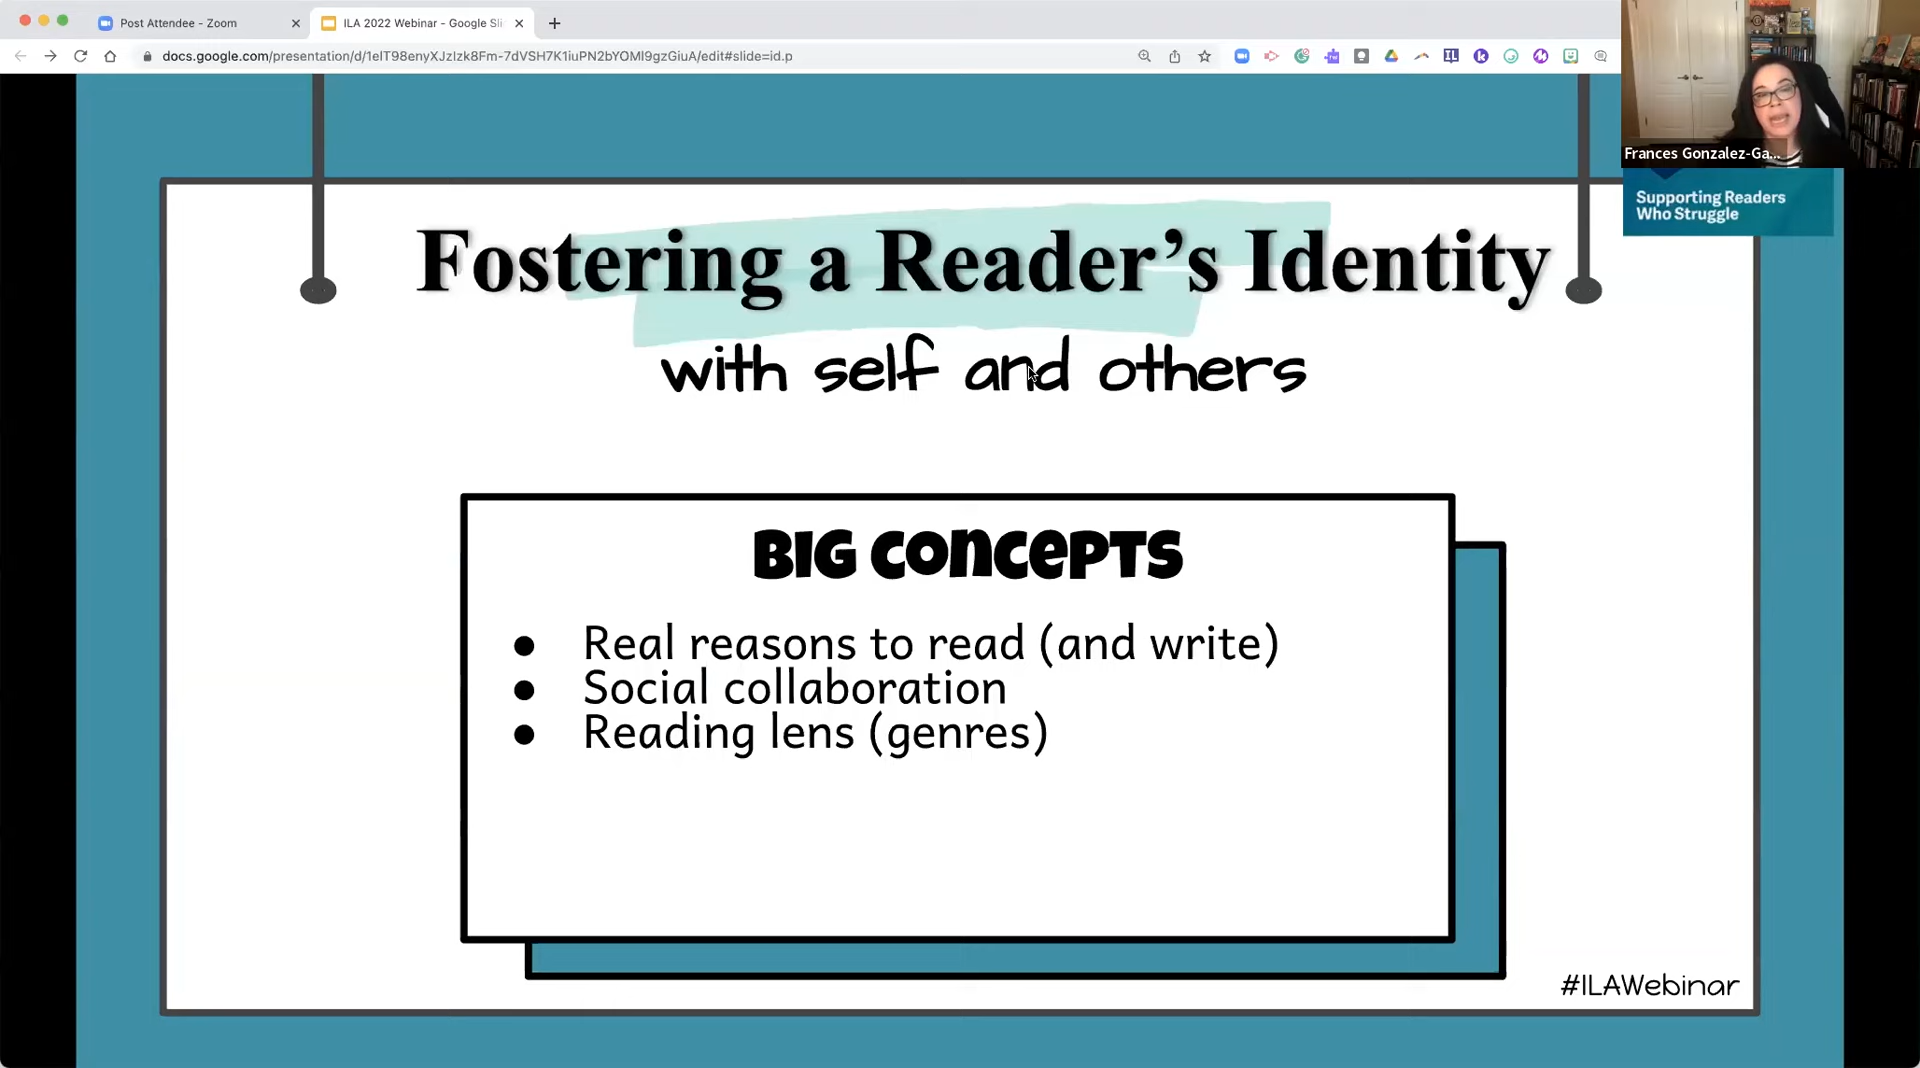 Post Attendee - Zoom
ILA 2022 Webinar - Google Sli
docs.google.com/presentation/d/1elT98enyXJzIzk8Fm-7dVSH7K1iuPN2bYOMl9gzGiuA/edit#slide=id.p
Frances Gonzalez-Ga...
Supporting Readers
Who Struggle
Fostering a Reader's Identity
with self and others
BIG CONCEPTS
● Real reasons to read (and write)
● Social collaboration
● Reading lens (genres)
#ILAWebinar